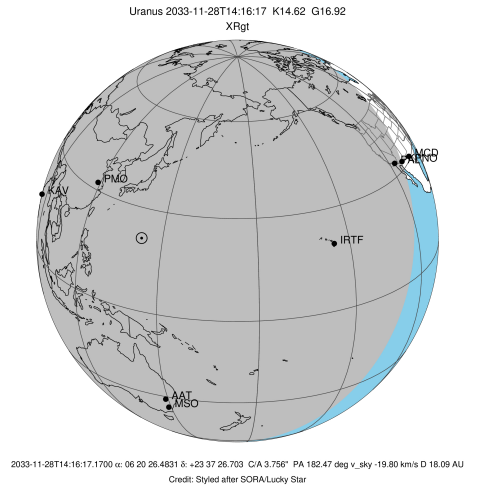 Uranus 2033-11-28T14:16:17 K14.62 G16.92
XRgt
MCD
KAV
PMO
IRTF
AAT
MSO
2033-11-28T14:16:17.1700 α: 06 20 26.4831 δ: +23 37 26.703 C/A 3.756" PA 182.47 deg v_sky -19.80 km/s D 18.09 AU
Credit: Styled after SORA/Lucky Star